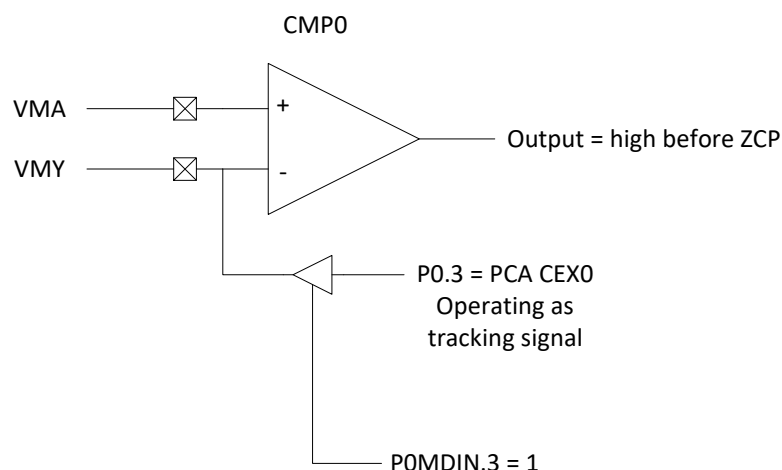 CMP0
VMA
+
Output = high before ZCP
VMY
-
P0.3 = PCA CEX0
Operating as
tracking signal
P0MDIN.3 = 1